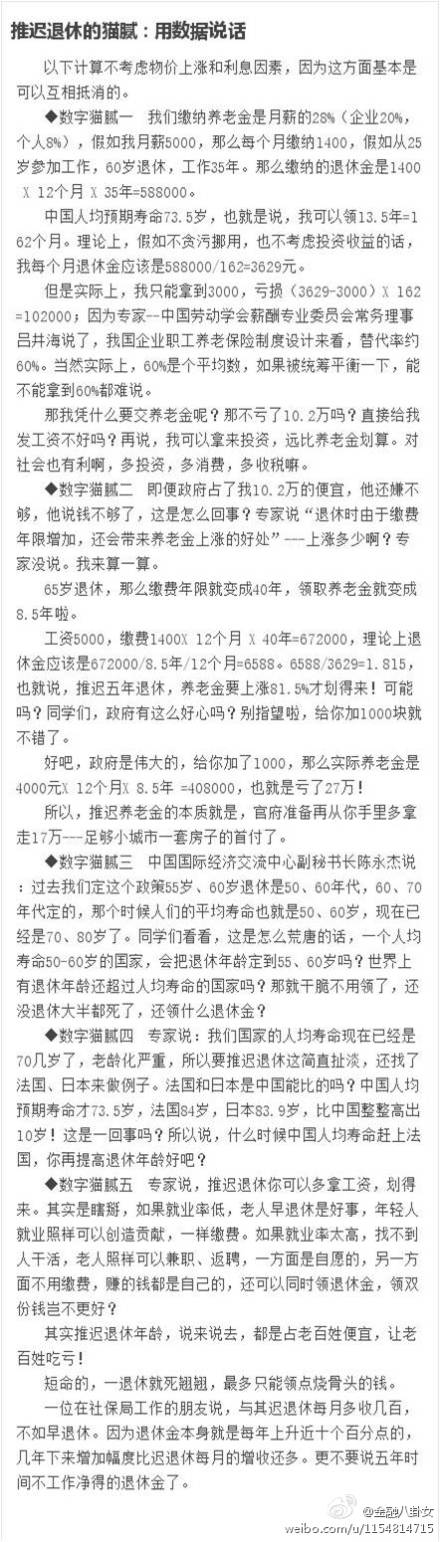 推迟退休的猫腻：用数据说话
以下计算不考虑物价上涨和利息因素，因为这方面基本是
可以互相抵消的。
◆数字猫腻一　我们缴纳养老金是月薪的28%（企业20%，
个人8%），假如我月薪5000，那么每个月缴纳1400，假如从25
岁参加工作，60岁退休，工作35年。那么缴纳的退休金是1400
X 12个月 X 35年=588000。
中国人均预期寿命73.5岁，也就是说，我可以领13.5年=1
62个月。理论上，假如不贪污挪用，也不考虑投资收益的话，
我每个月退休金应该是588000/162=3629元。
但是实际上，我只能拿到3000，亏损（3629-3000）X 162
=102000；因为专家--中国劳动学会薪酬专业委员会常务理事
吕井海说了，我国企业职工养老保险制度设计来看，替代率约
60%。当然实际上，60%是个平均数，如果被统筹平衡一下，能
不能拿到60%都难说。
那我凭什么要交养老金呢？那不亏了10.2万吗？直接给我
发工资不好吗？再说，我可以拿来投资，远比养老金划算。对
社会也有利啊，多投资，多消费，多收税嘛。
◆数字猫腻二　即便政府占了我10.2万的便宜，他还嫌不
够，他说钱不够了，这是怎么回事？专家说“退休时由于缴费
年限增加，还会带来养老金上涨的好处”---上涨多少啊？专
家没说。我来算一算。
65岁退休，那么缴费年限就变成40年，领取养老金就变成
8.5年啦。
工资5000，缴费1400X 12个月 X 40年=672000，理论上退
休金应该是672000/8.5年/12个月=6588。6588/3629=1.815，
也就说，推迟五年退休，养老金要上涨81.5%才划得来！可能
吗？同学们，政府有这么好心吗？别指望啦，给你加1000块就
不错了。
好吧，政府是伟大的，给你加了1000，那么实际养老金是
4000元X 12个月X 8.5年 =408000，也就是亏了27万！
所以，推迟养老金的本质就是，官府准备再从你手里多拿
走17万---足够小城市一套房子的首付了。
◆数字猫腻三　中国国际经济交流中心副秘书长陈永杰说
：过去我们定这个政策55岁、60岁退休是50、60年代，60、70
年代定的，那个时候人们的平均寿命也就是50、60岁，现在已
经是70、80岁了。同学们看看，这是怎么荒唐的话，一个人均
寿命50-60岁的国家，会把退休年龄定到55、60岁吗？世界上
有退休年龄还超过人均寿命的国家吗？那就干脆不用领了，还
没退休大半都死了，还领什么退休金？
◆数字猫腻四　专家说：我们国家的人均寿命现在已经是
70几岁了，老龄化严重，所以要推迟退休这简直扯淡，还找了
法国、日本来做例子。法国和日本是中国能比的吗？中国人均
预期寿命才73.5岁，法国84岁，日本83.9岁，比中国整整高出
10岁！这是一回事吗？所以说，什么时候中国人均寿命赶上法
国，你再提高退休年龄好吧？
◆数字猫腻五　专家说，推迟退休你可以多拿工资，划得
来。其实是瞎掰，如果就业率低，老人早退休是好事，年轻人
就业照样可以创造贡献，一样缴费。如果就业率太高，找不到
人干活，老人照样可以兼职、返聘，一方面是自愿的，另一方
面不用缴费，赚的钱都是自己的，还可以同时领退休金，领双
份钱岂不更好？
其实推迟退休年龄，说来说去，都是占老百姓便宜，让老
百姓吃亏！
短命的，一退休就死翘翘，最多只能领点烧骨头的钱。
一位在社保局工作的朋友说，与其迟退休每月多收几百，
不如早退休。因为退休金本身就是每年上升近十个百分点的，
几年下来增加幅度比迟退休每月的增收还多。更不要说五年时
间不工作净得的退休金了。
@金融八卦女
weibo.com/u/1154814715